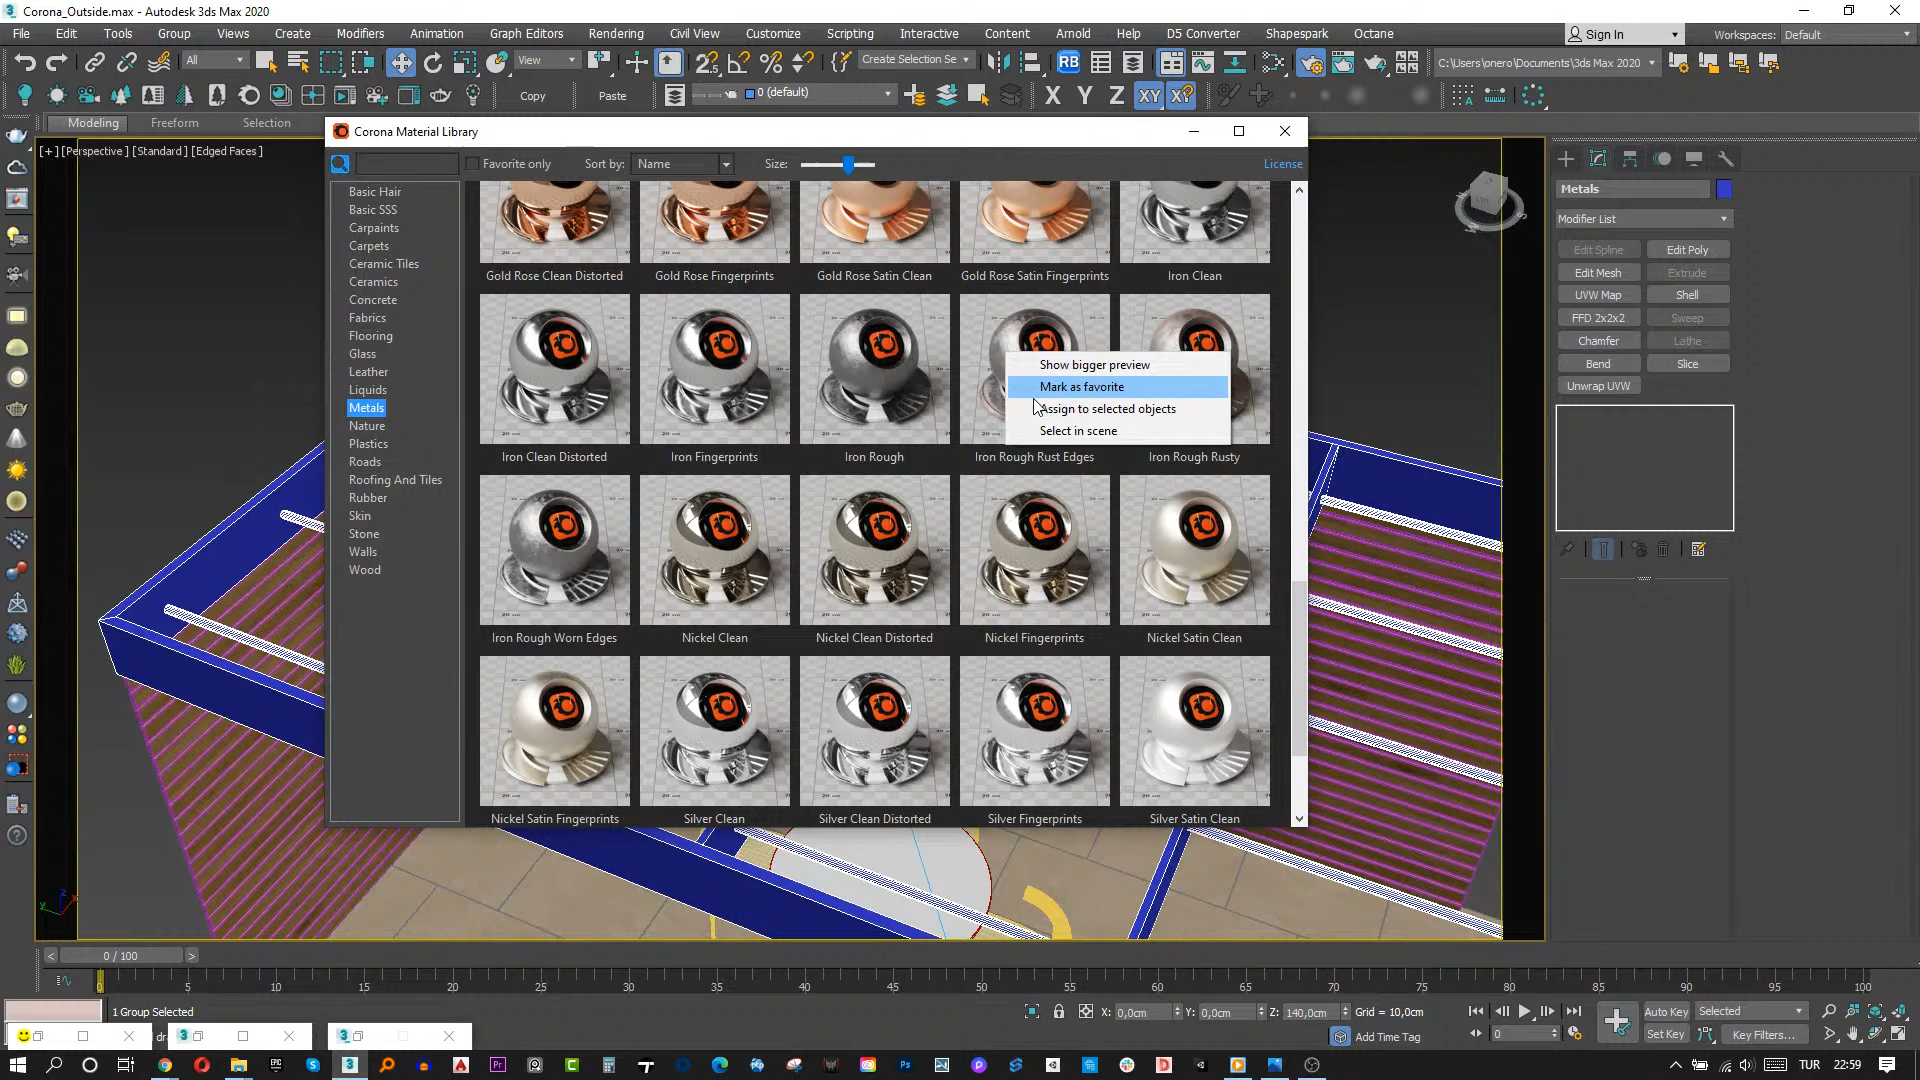 Corona_Outside.max - Autodesk 3ds Max 2020
File Edit Tools Group Views Create Modifiers Animation Graph Editors Rendering Civil View Customize Scripting Interactive Content Arnold Help D5 Converter Shapespark Octane
Sign In Workspaces: Default
All View Create Selection Se C:\Users\onero\Documents\3ds Max 2020
Copy Paste 0 (default) X Y Z XY
Modeling Freeform Selection
[+] [Perspective ] [Standard ] [Edged Faces ]
Corona Material Library
Favorite only Sort by: Name Size: License
Basic Hair
Basic SSS
Carpaints
Carpets
Ceramic Tiles
Ceramics
Concrete
Fabrics
Flooring
Glass
Leather
Liquids
Metals
Nature
Plastics
Roads
Roofing And Tiles
Rubber
Skin
Stone
Walls
Wood
Gold Rose Clean Distorted Gold Rose Fingerprints Gold Rose Satin Clean Gold Rose Satin Fingerprints Iron Clean
Iron Clean Distorted Iron Fingerprints Iron Rough Iron Rough Rust Edges Iron Rough Rusty
Iron Rough Worn Edges Nickel Clean Nickel Clean Distorted Nickel Fingerprints Nickel Satin Clean
Nickel Satin Fingerprints Silver Clean Silver Clean Distorted Silver Fingerprints Silver Satin Clean
Show bigger preview
Mark as favorite
Assign to selected objects
Select in scene
Metals
Modifier List
Edit Spline Edit Poly
Edit Mesh Extrude
UVW Map Shell
FFD 2x2x2 Sweep
Chamfer Lathe
Bend Slice
Unwrap UVW
< 0 / 100 >
0 5 10 15 20 25 30 35 40 45 50 55 60 65 70 75 80 85 90 95 100
1 Group Selected
X: 0,0cm Y: 0,0cm Z: 140,0cm Grid = 10,0cm
Auto Key Selected
Add Time Tag 0 Set Key Key Filters...
TUR 22:59